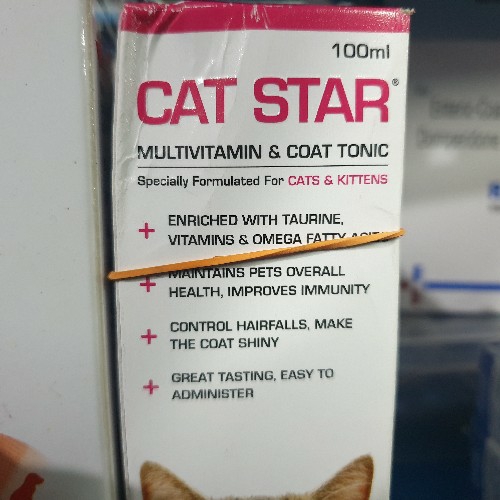 100ml
CAT STAR®
MULTIVITAMIN & COAT TONIC
Specially Formulated For CATS & KITTENS
+ ENRICHED WITH TAURINE,
VITAMINS & OMEGA FATTY
+ MAINTAINS PETS OVERALL
HEALTH, IMPROVES IMMUNITY
+ CONTROL HAIRFALLS, MAKE
THE COAT SHINY
+ GREAT TASTING, EASY TO
ADMINISTER